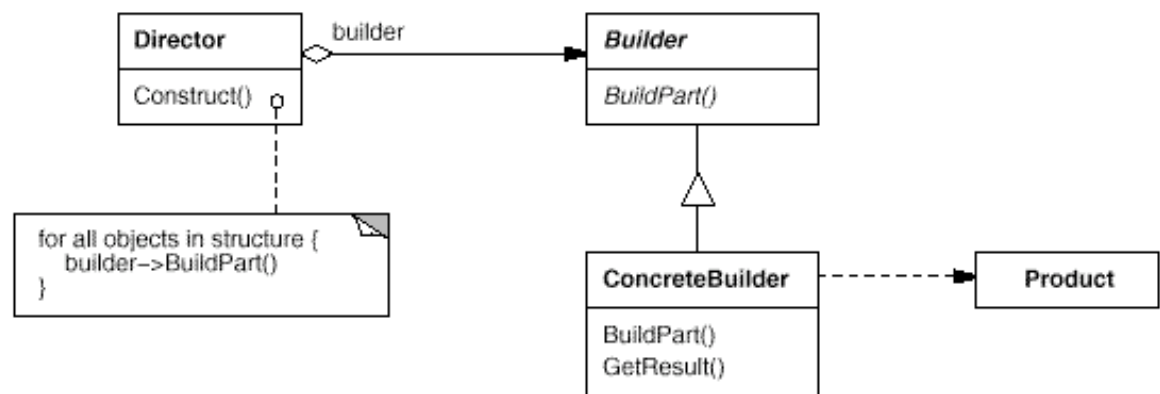 Director
Construct()
builder
Builder
BuildPart()
for all objects in structure {
builder->BuildPart()
}
ConcreteBuilder
BuildPart()
GetResult()
Product